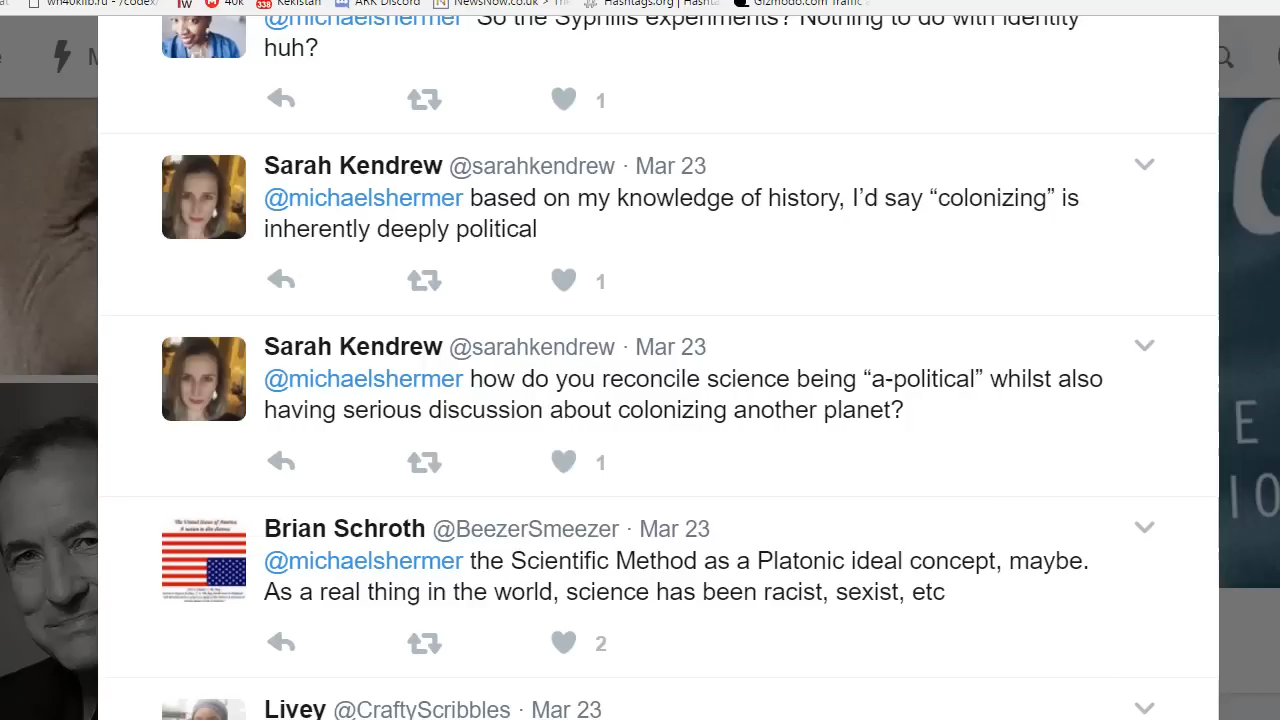 wh40klib.ru - /codex/ 40k Kekistan ARK Discord NewsNow.co.uk > The Hashtags.org | Hashta Gizmodo.com Traffic
@michaelshermer So the Syphilis experiments? Nothing to do with identity
huh?
1
Sarah Kendrew @sarahkendrew · Mar 23
@michaelshermer based on my knowledge of history, I’d say “colonizing” is
inherently deeply political
1
Sarah Kendrew @sarahkendrew · Mar 23
@michaelshermer how do you reconcile science being “a-political” whilst also
having serious discussion about colonizing another planet?
1
Brian Schroth @BeezerSmeezer · Mar 23
@michaelshermer the Scientific Method as a Platonic ideal concept, maybe.
As a real thing in the world, science has been racist, sexist, etc
2
Livey @CraftyScribbles · Mar 23